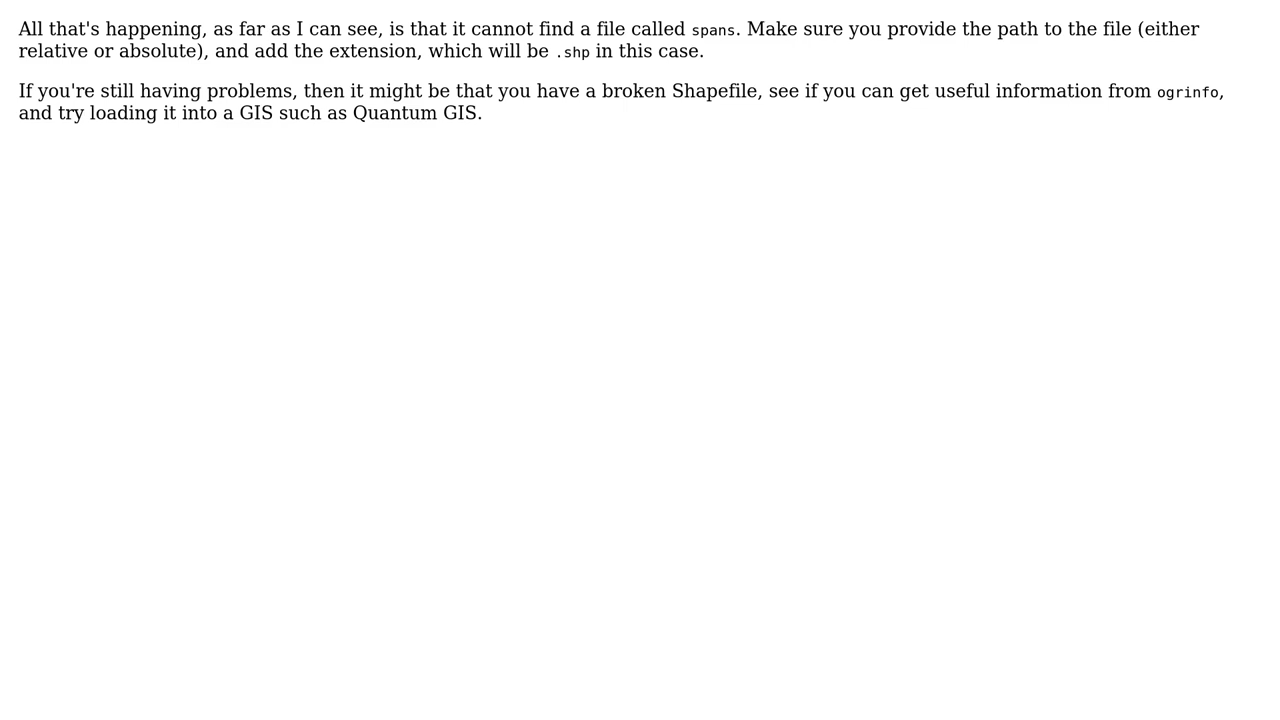 All that's happening, as far as I can see, is that it cannot find a file called spans. Make sure you provide the path to the file (either
relative or absolute), and add the extension, which will be .shp in this case.
If you're still having problems, then it might be that you have a broken Shapefile, see if you can get useful information from ogrinfo,
and try loading it into a GIS such as Quantum GIS.